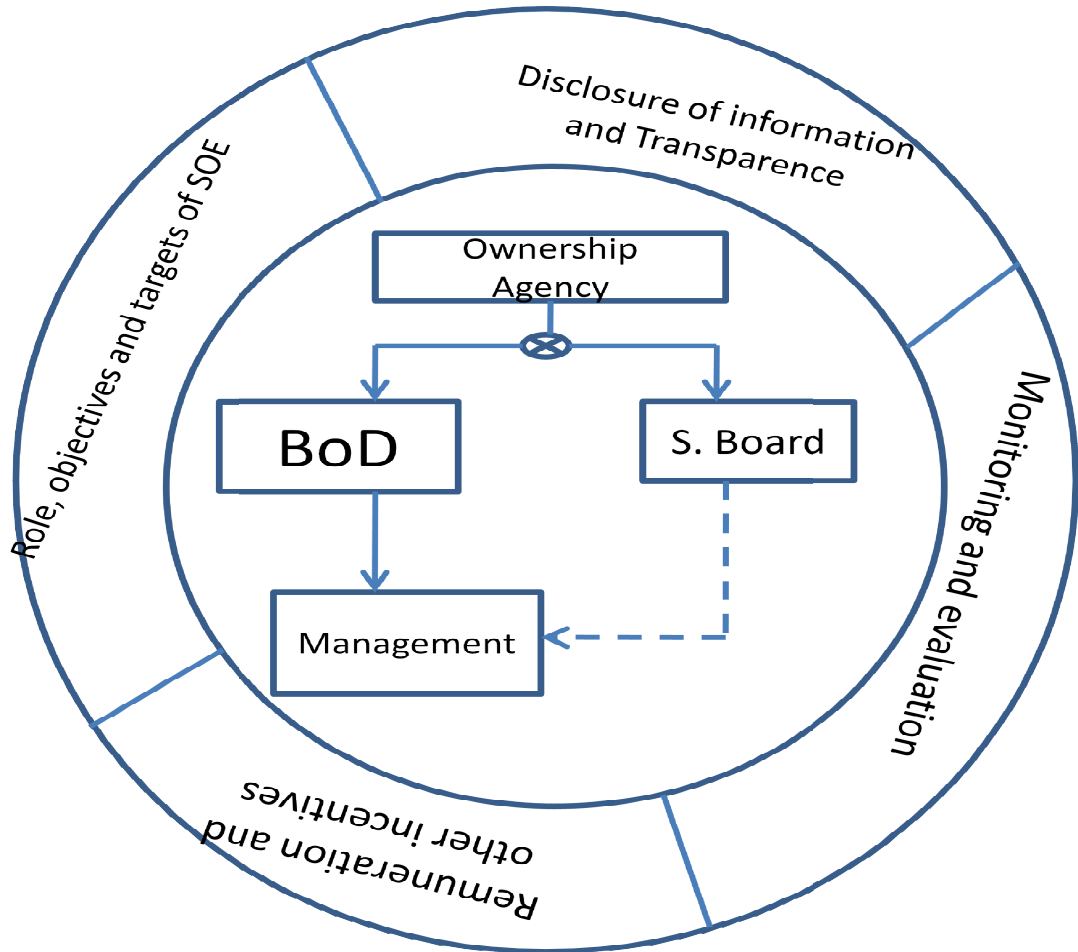 Disclosure of information
and Transparence
Role, objectives and targets of SOE
Ownership
Agency
BoD
S. Board
Management
Monitoring and evaluation
Remuneration and
other incentives